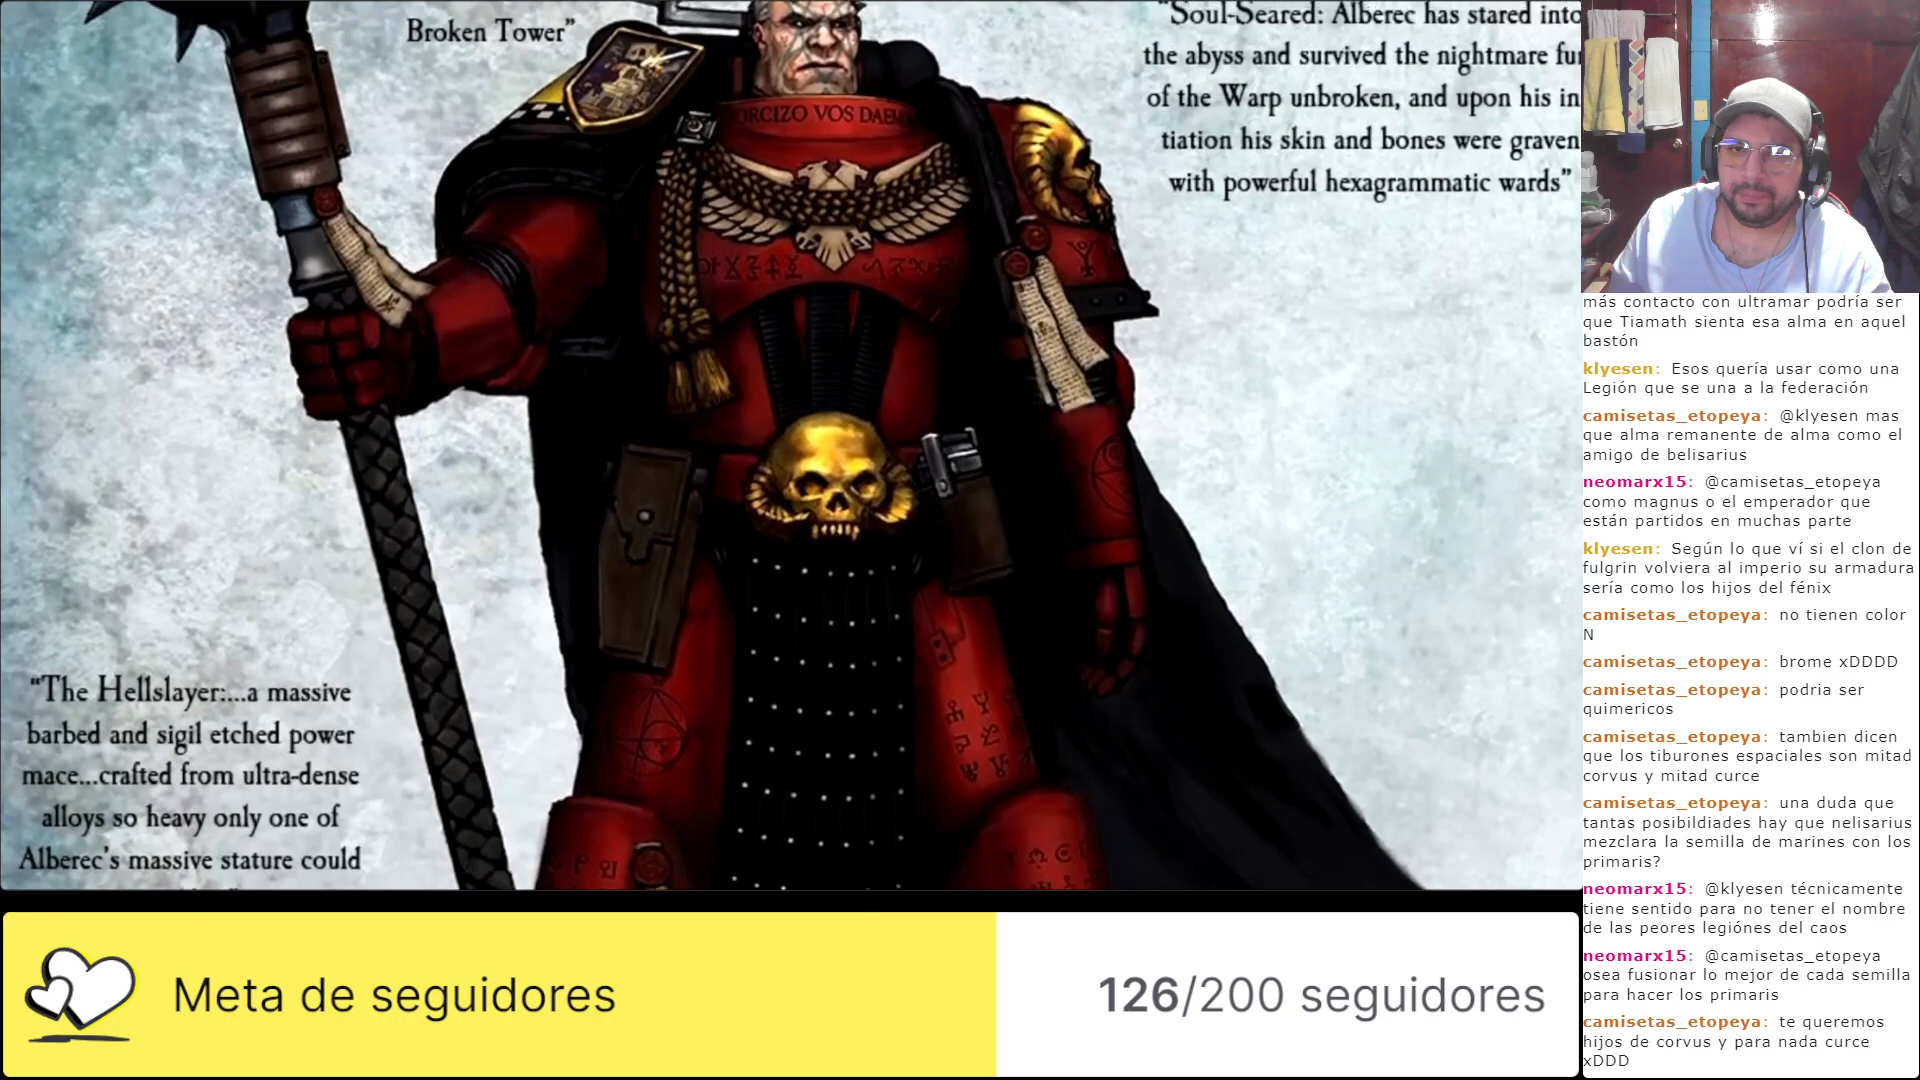 Broken Tower”
“Soul-Seared: Alberec has stared into
the abyss and survived the nightmare
of the Warp unbroken, and upon his in
tiation his skin and bones were graven
with powerful hexagrammatic wards”
ORCIZO VOS DAEM
“The Hellslayer:...a massive
barbed and sigil etched power
mace...crafted from ultra-dense
alloys so heavy only one of
Alberec’s massive stature could
Meta de seguidores
126/200 seguidores
más contacto con ultramar podría ser
que Tiamath sienta esa alma en aquel
bastón
klyesen: Esos quería usar como una
Legión que se una a la federación
camisetas_etopeya: @klyesen mas
que alma remanente de alma como el
amigo de belisarius
neomarx15: @camisetas_etopeya
como magnus o el emperador que
están partidos en muchas parte
klyesen: Según lo que ví si el clon de
fulgrin volviera al imperio su armadura
sería como los hijos del fénix
camisetas_etopeya: no tienen color
N
camisetas_etopeya: brome xDDDD
camisetas_etopeya: podria ser
quimericos
camisetas_etopeya: tambien dicen
que los tiburones espaciales son mitad
corvus y mitad curce
camisetas_etopeya: una duda que
tantas posibildiades hay que nelisarius
mezclara la semilla de marines con los
primaris?
neomarx15: @klyesen técnicamente
tiene sentido para no tener el nombre
de las peores legiónes del caos
neomarx15: @camisetas_etopeya
osea fusionar lo mejor de cada semilla
para hacer los primaris
camisetas_etopeya: te queremos
hijos de corvus y para nada curce
xDDD